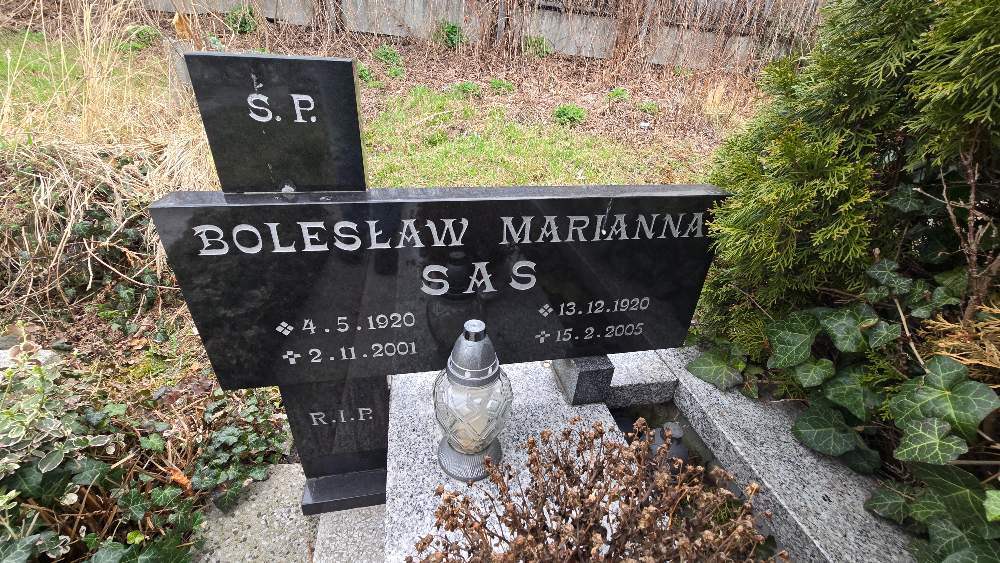 Ś.P.
BOLESŁAW MARIANNA
SAS
4.5.1920 13.12.1920
2.11.2001 15.2.2005
R.I.P.